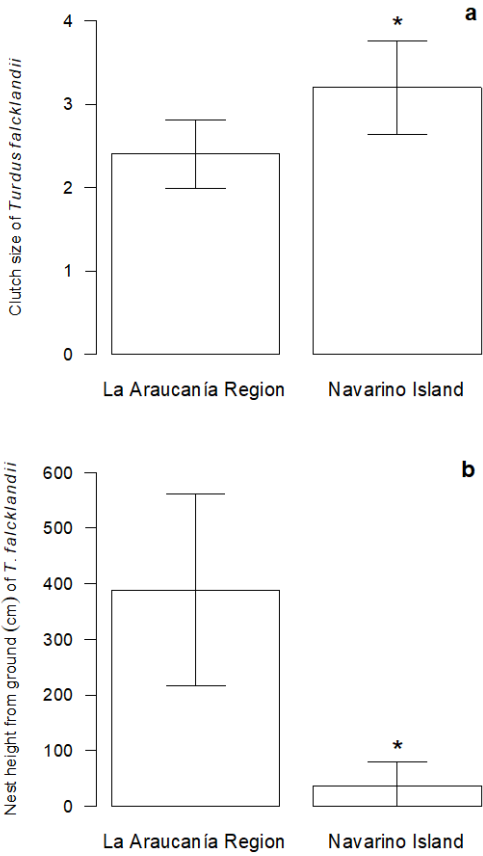 a
Clutch size of Turdus falcklandii
4
*
3
2
1
0
La Araucanía Region
Navarino Island
b
Nest height from ground (cm) of T. falcklandii
600
500
400
300
200
100
*
0
La Araucanía Region
Navarino Island